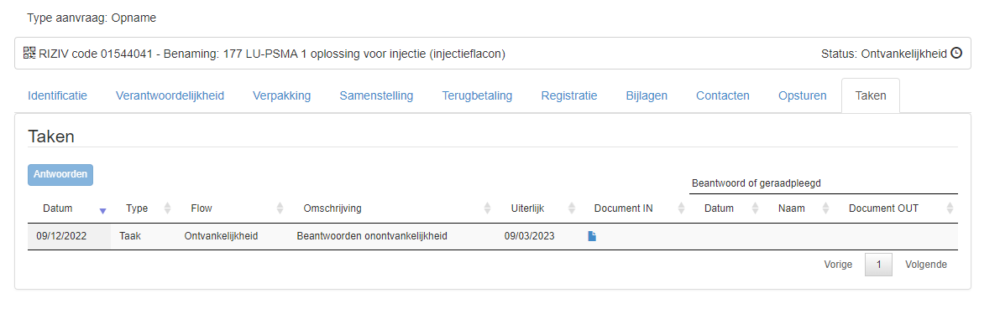 Type aanvraag: Opname
RIZIV code 01544041 - Benaming: 177 LU-PSMA 1 oplossing voor injectie (injectieflacon) Status: Ontvankelijkheid
Identificatie Verantwoordelijkheid Verpakking Samenstelling Terugbetaling Registratie Bijlagen Contacten Opsturen Taken
Taken
Antwoorden
Beantwoord of geraadpleegd
Datum Type Flow Omschrijving Uiterlijk Document IN Datum Naam Document OUT
09/12/2022 Taak Ontvankelijkheid Beantwoorden onontvankelijkheid 09/03/2023
Vorige 1 Volgende